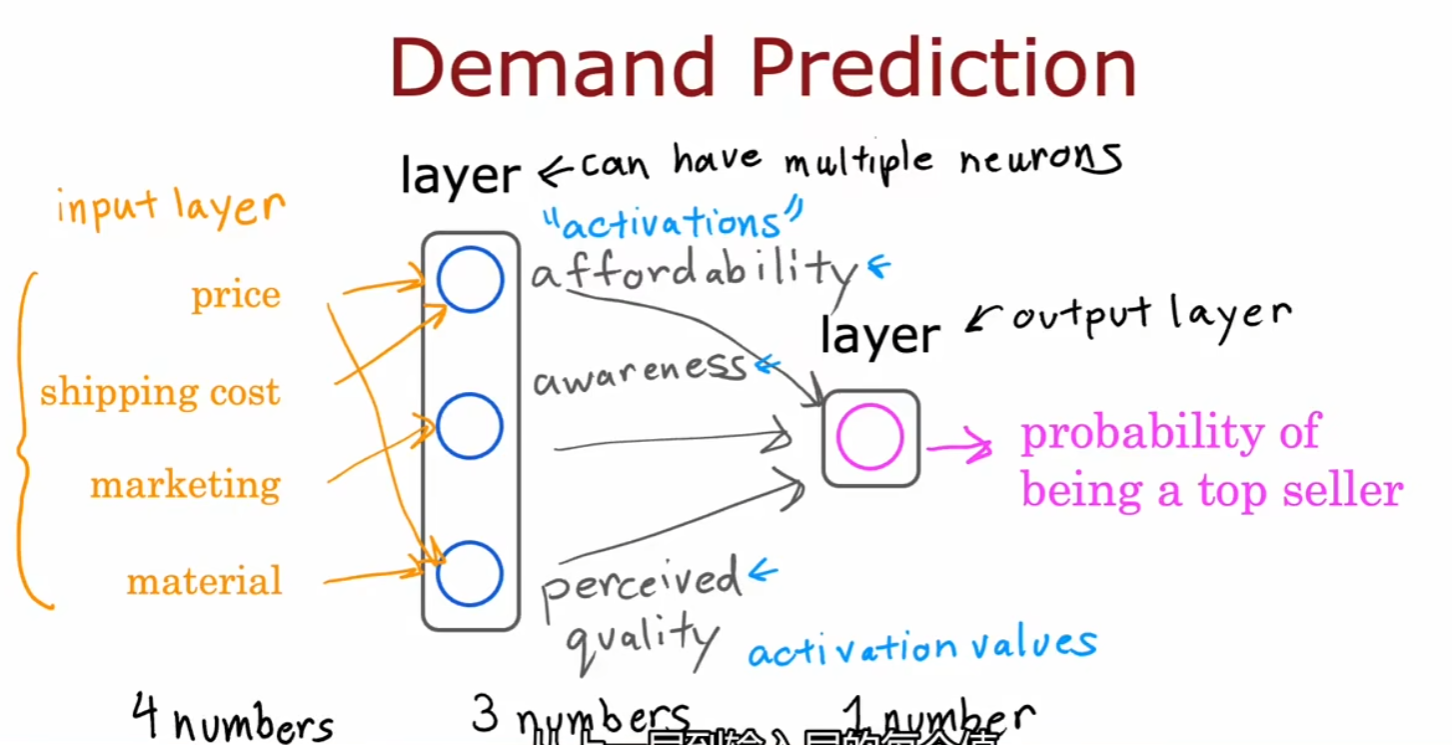 Demand Prediction
layer ← can have multiple neurons
input layer
"activations"
affordability ←
price
layer ← output layer
awareness ←
shipping cost
probability of
being a top seller
marketing
material
perceived ←
quality
activation values
4 numbers
3 numbers
1 number